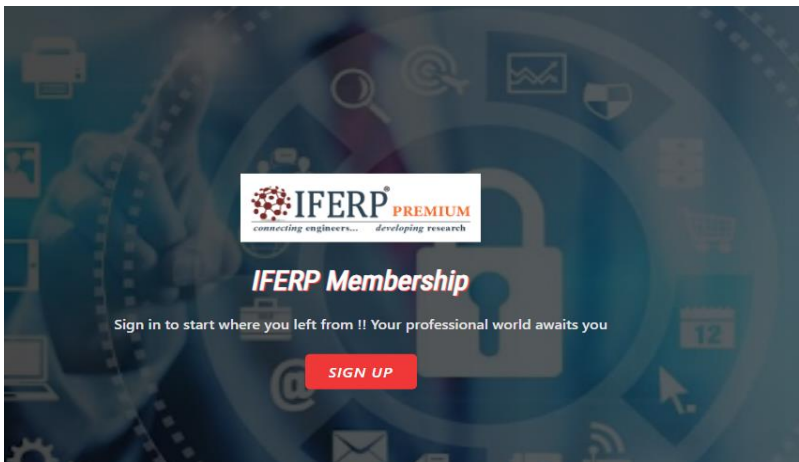 IFERP® PREMIUM
connecting engineers... developing research
IFERP Membership
Sign in to start where you left from !! Your professional world awaits you
SIGN UP
12
@